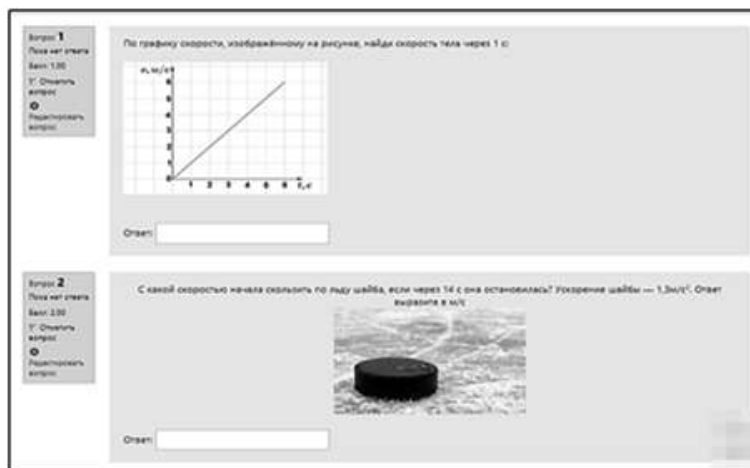 Вопрос 1
Пока нет ответа
Балл: 1,00
Отметить
вопрос
Редактировать
вопрос
По графику скорости, изображённому на рисунке, найди скорость тела через 1 с:
v, м/с
6
5
4
3
2
1
0
1 2 3 4 5 6 t, с
Ответ:
Вопрос 2
Пока нет ответа
Балл: 2,00
Отметить
вопрос
Редактировать
вопрос
С какой скоростью начала скользить по льду шайба, если через 14 с она остановилась? Ускорение шайбы — 1,3м/с². Ответ
выразите в м/с
Ответ: